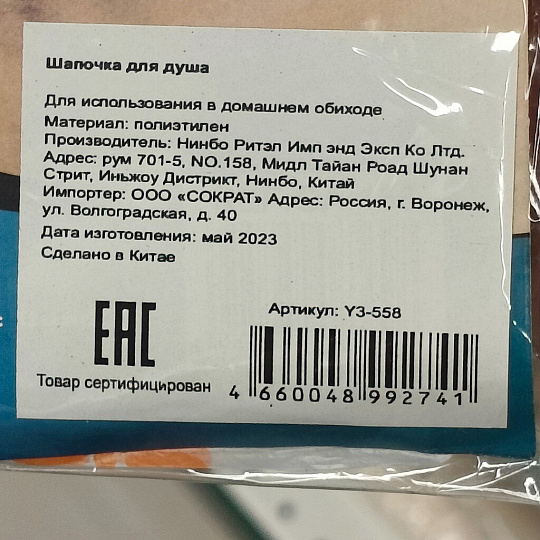 Шапочка для душа
Для использования в домашнем обиходе
Материал: полиэтилен
Производитель: Нинбо Ритэл Имп энд Эксп Ко Лтд.
Адрес: рум 701-5, NO.158, Мидл Тайан Роад Шунан
Стрит, Иньжоу Дистрикт, Нинбо, Китай
Импортер: ООО «СОКРАТ» Адрес: Россия, г. Воронеж,
ул. Волгоградская, д. 40
Дата изготовления: май 2023
Сделано в Китае
Артикул: УЗ-558
ЕАС
Товар сертифицирован
4 660048 992741